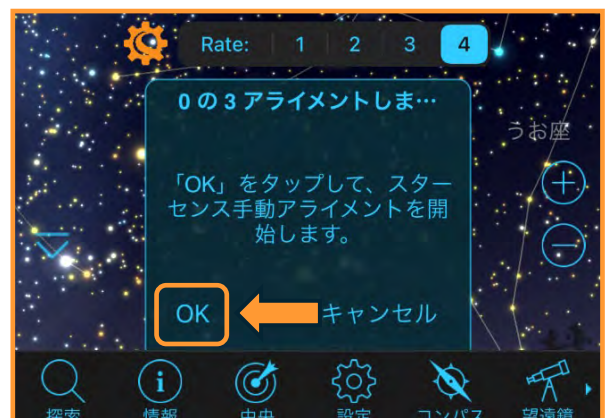 Rate: 1 2 3 4
0 の 3 アライメントしま…
うお座
「OK」をタップして、スター
センス手動アライメントを開
始します。
OK キャンセル
探索 情報 中央 設定 コンパス 望遠鏡